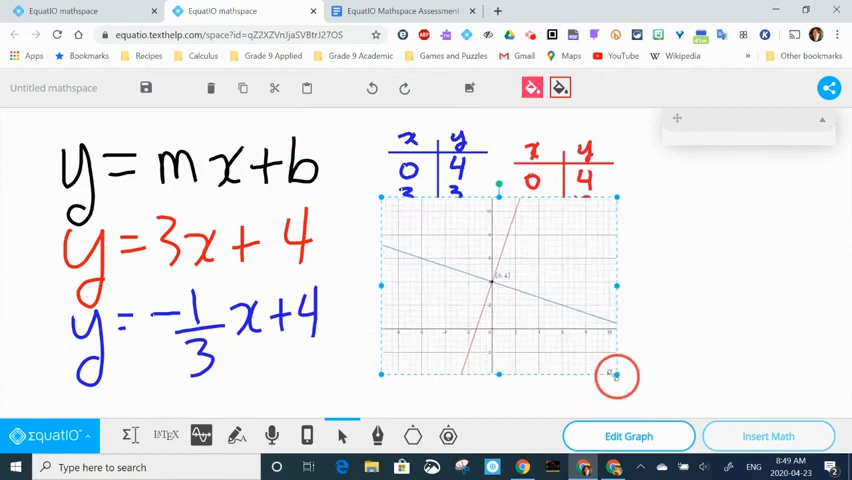 EquatIO mathspace
EquatIO mathspace
EquatIO Mathspace Assessment
equatio.texthelp.com/space?id=qZ2XZVnJjaSVBtrJ27OS
Apps
Bookmarks
Recipes
Calculus
Grade 9 Applied
Grade 9 Academic
Games and Puzzles
Gmail
Maps
YouTube
Wikipedia
Other bookmarks
Untitled mathspace
y = mx+b
y=3x+ 4
y= -1/3 x+4
x y
0 4
3 3
x y
0 4
(0, 4)
EquatIO
LATEX
Edit Graph
Insert Math
Type here to search
ENG
8:49 AM
2020-04-23